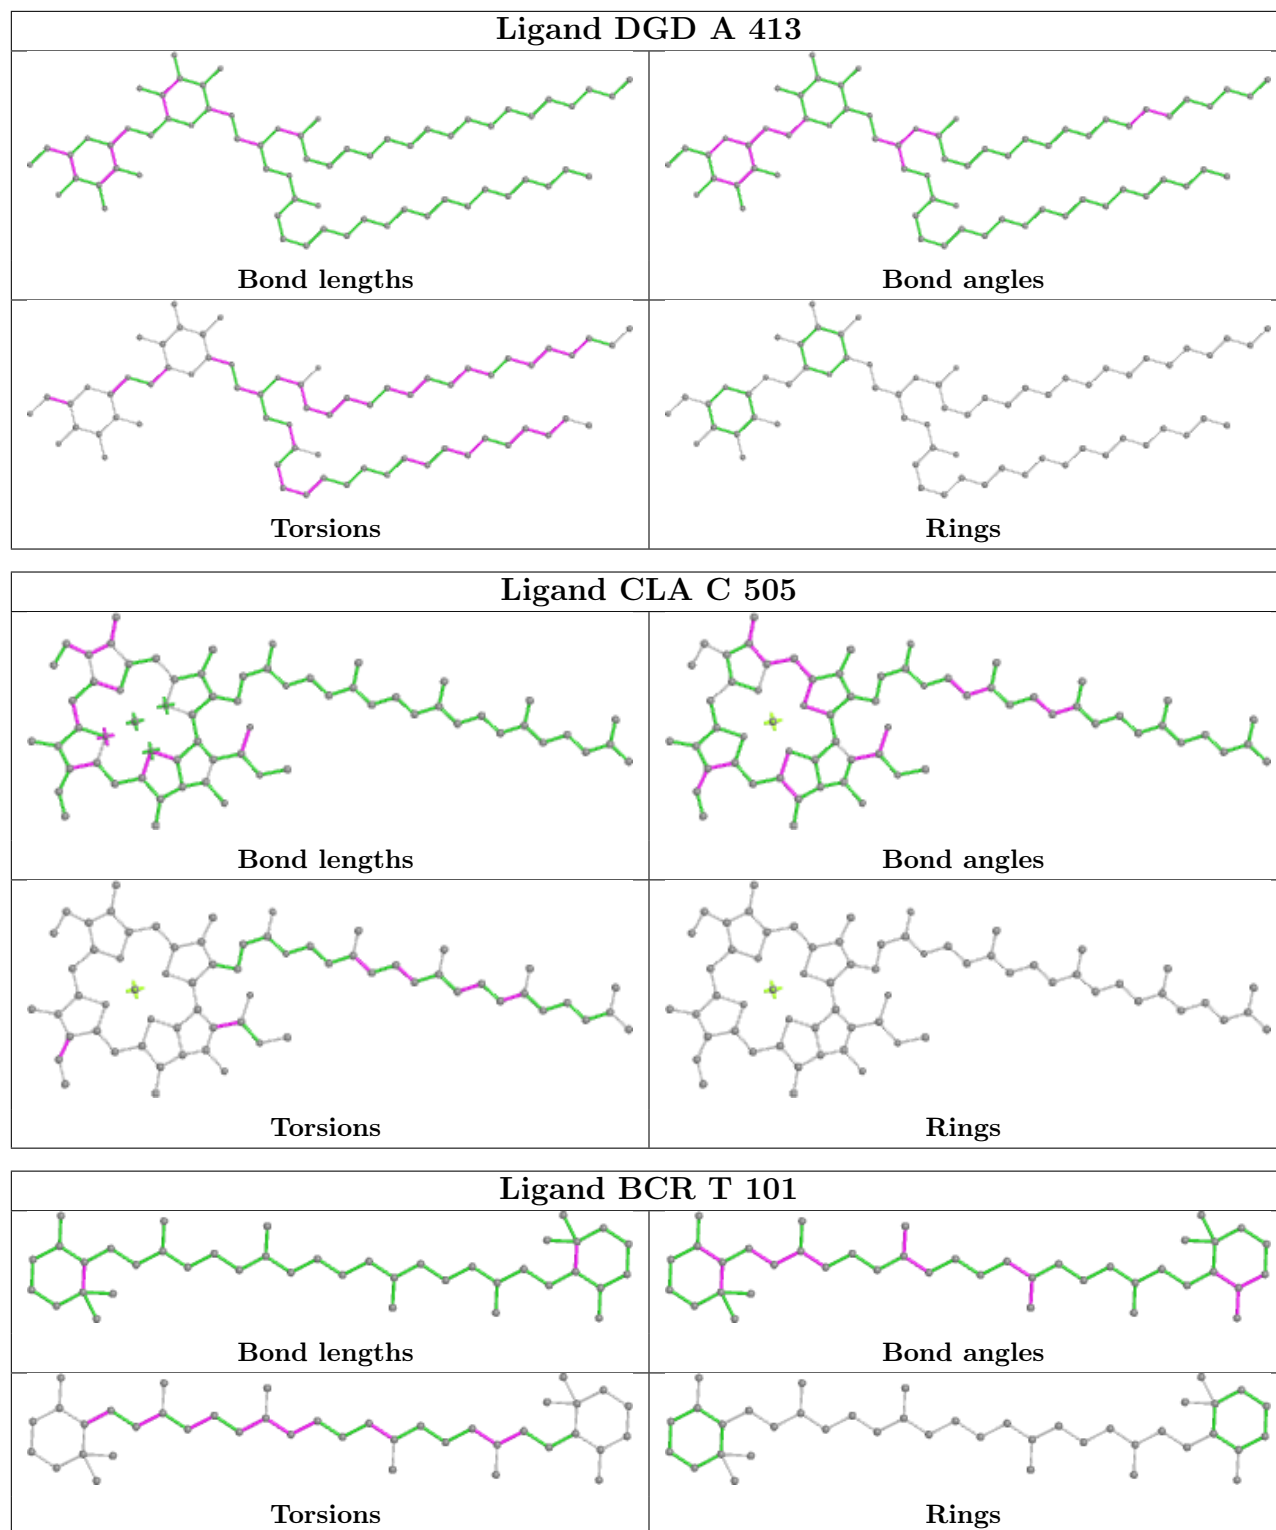 Ligand DGD A 413
Bond lengths
Bond angles
Torsions
Rings
Ligand CLA C 505
Bond lengths
Bond angles
Torsions
Rings
Ligand BCR T 101
Bond lengths
Bond angles
Torsions
Rings